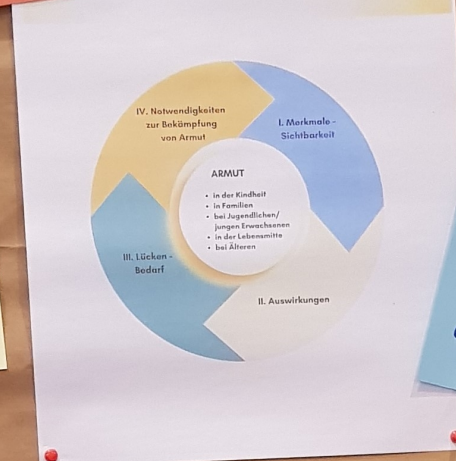 IV. Notwendigkeiten
zur Bekämpfung
von Armut
I. Merkmale -
Sichtbarkeit
ARMUT
• in der Kindheit
• in Familien
• bei Jugendlichen/
jungen Erwachsenen
• in der Lebensmitte
• bei Älteren
III. Lücken -
Bedarf
II. Auswirkungen